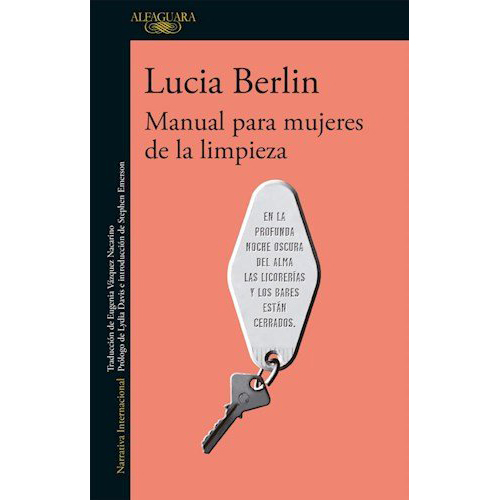 ALFAGUARA
Lucia Berlin
Manual para mujeres
de la limpieza
EN LA
PROFUNDA
NOCHE OSCURA
DEL ALMA
LAS LICORERÍAS
Y LOS BARES
ESTÁN
CERRADOS.
Traducción de Eugenia Vázquez Nacarino
Prólogo de Lydia Davis e introducción de Stephen Emerson
Narrativa Internacional